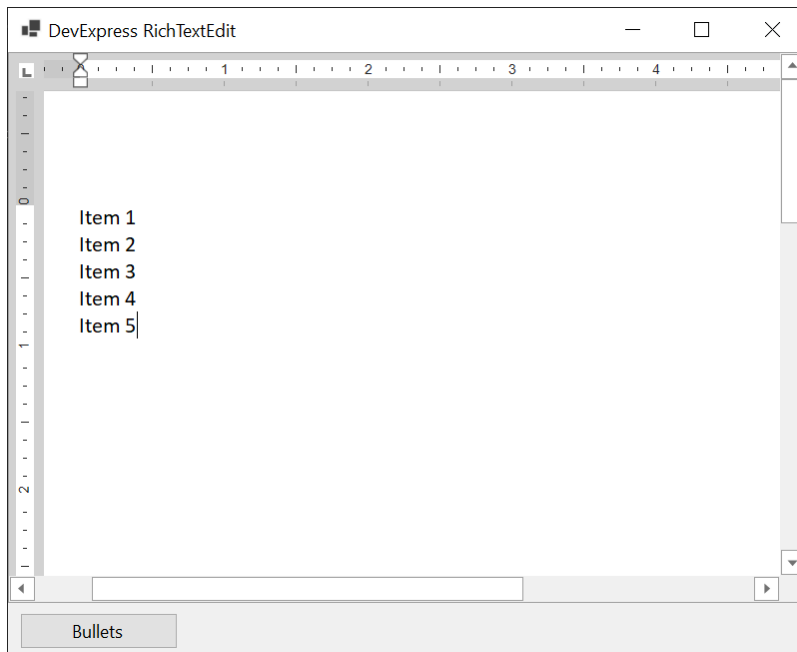 DevExpress RichTextEdit
L 1 2 3 4
0
1
2
Item 1
Item 2
Item 3
Item 4
Item 5
Bullets